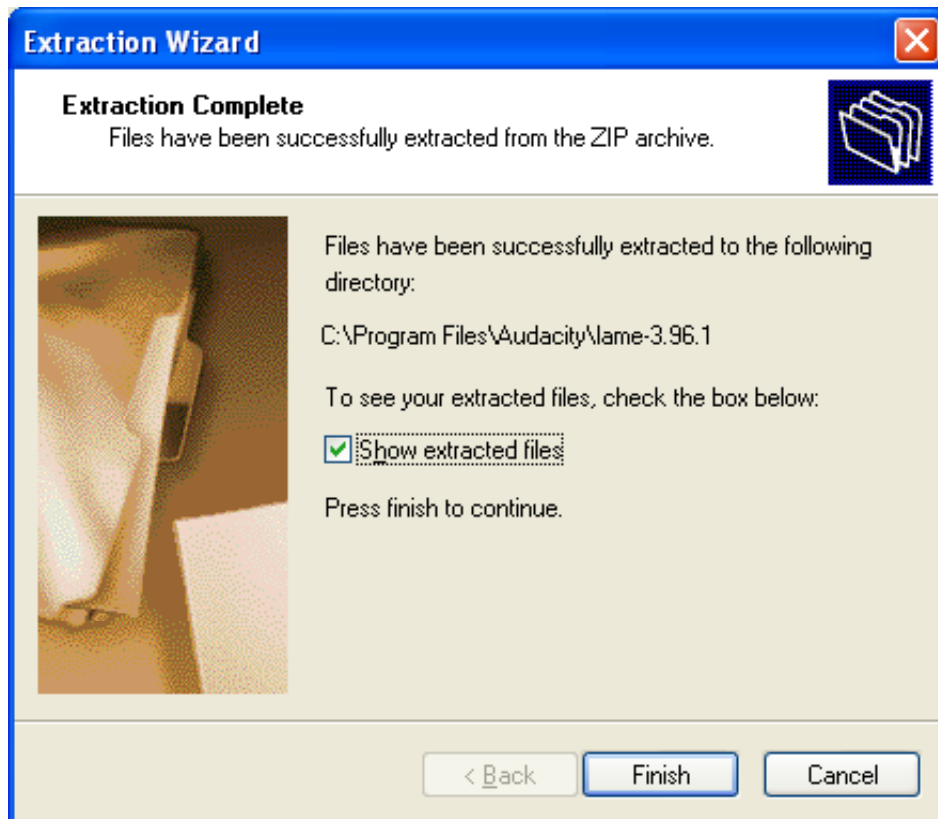 Extraction Wizard
Extraction Complete
Files have been successfully extracted from the ZIP archive.
Files have been successfully extracted to the following
directory:
C:\Program Files\Audacity\lame-3.96.1
To see your extracted files, check the box below:
Show extracted files
Press finish to continue.
< Back Finish Cancel